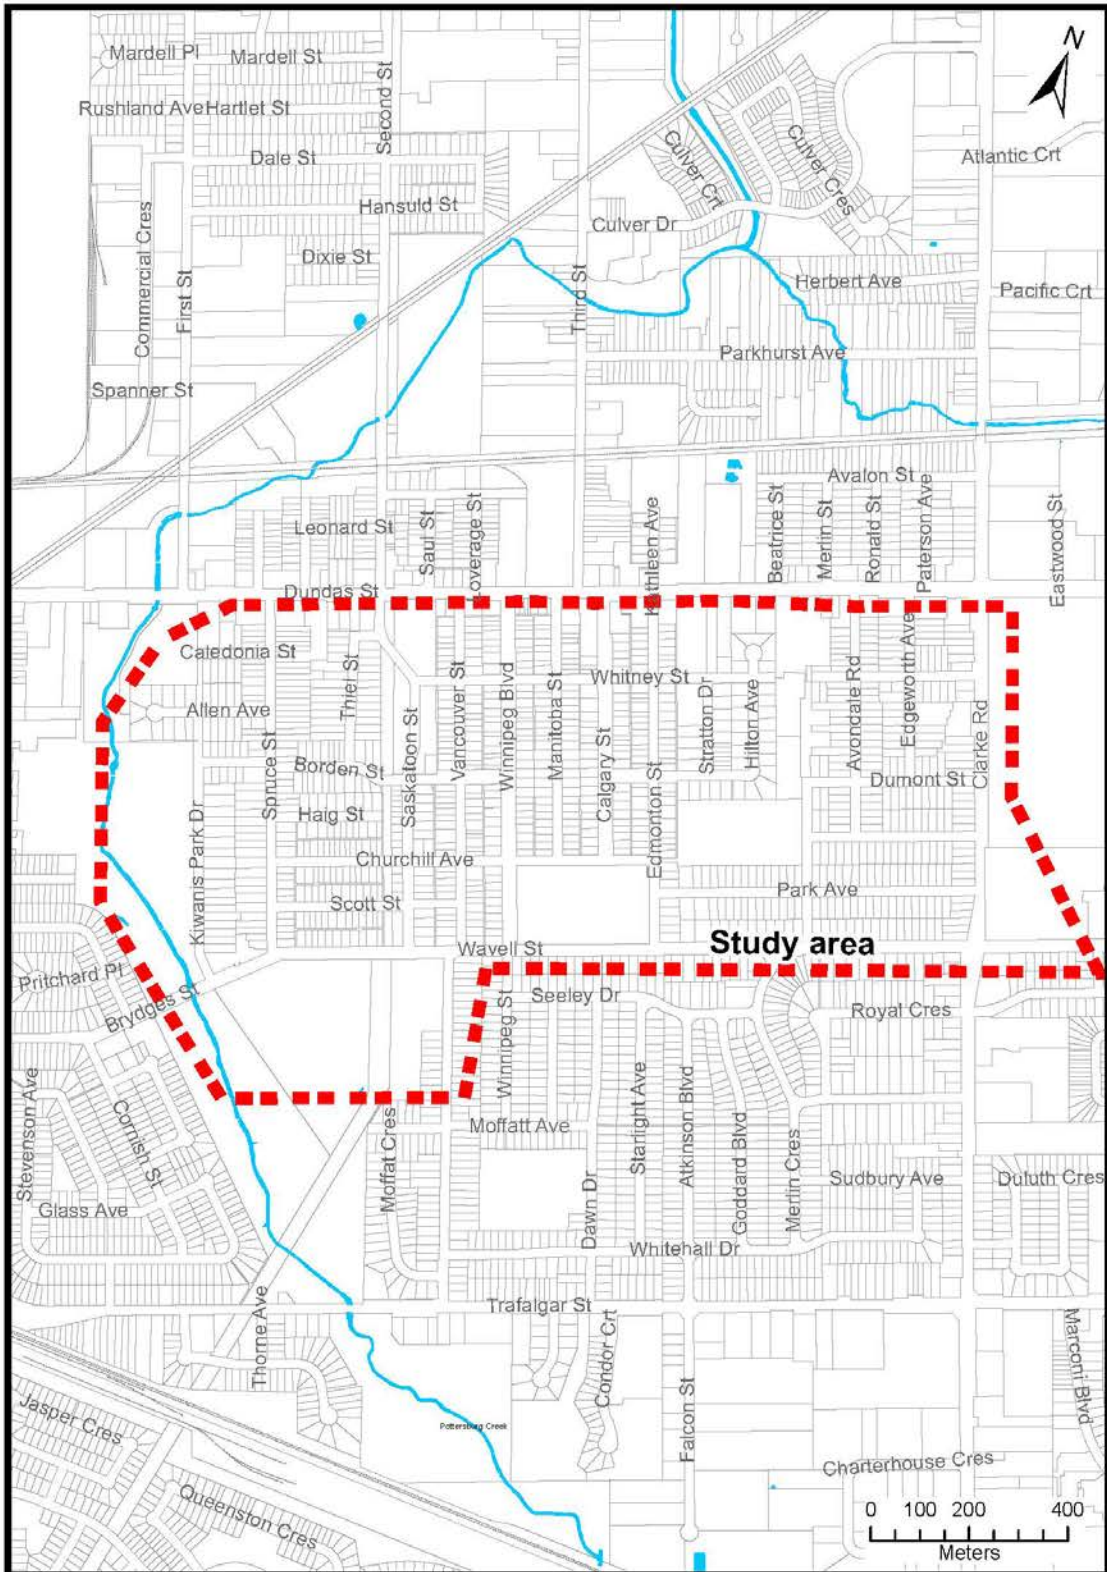 N
Mardell Pl
Mardell St
Second St
Rushland Ave
Hartlet St
Dale St
Culver Crt
Culver Cres
Atlantic Crt
Commercial Cres
First St
Hansuld St
Culver Dr
Dixie St
Third St
Herbert Ave
Pacific Crt
Parkhurst Ave
Spanner St
Avalon St
Leonard St
Saul St
Loverage St
Kathleen Ave
Beatrice St
Merlin St
Ronald St
Paterson Ave
Eastwood St
Dundas St
Caledonia St
Thiel St
Vancouver St
Winnipeg Blvd
Manitoba St
Whitney St
Stratton Dr
Hilton Ave
Avondale Rd
Edgeworth Ave
Clarke Rd
Allen Ave
Spruce St
Borden St
Saskatoon St
Calgary St
Edmonton St
Dumont St
Haig St
Kiwanis Park Dr
Churchill Ave
Park Ave
Scott St
Wavell St
Study area
Pritchard Pl
Brydges St
Winnipeg St
Seeley Dr
Royal Cres
Stevenson Ave
Cornish St
Moffat Cres
Moffatt Ave
Starlight Ave
Atkinson Blvd
Goddard Blvd
Merlin Cres
Sudbury Ave
Duluth Cres
Glass Ave
Dawn Dr
Whitehall Dr
Trafalgar St
Thorne Ave
Condor Crt
Falcon St
Marconi Blvd
Jasper Cres
Pottersburg Creek
Queenston Cres
Charterhouse Cres
0 100 200 400
Meters